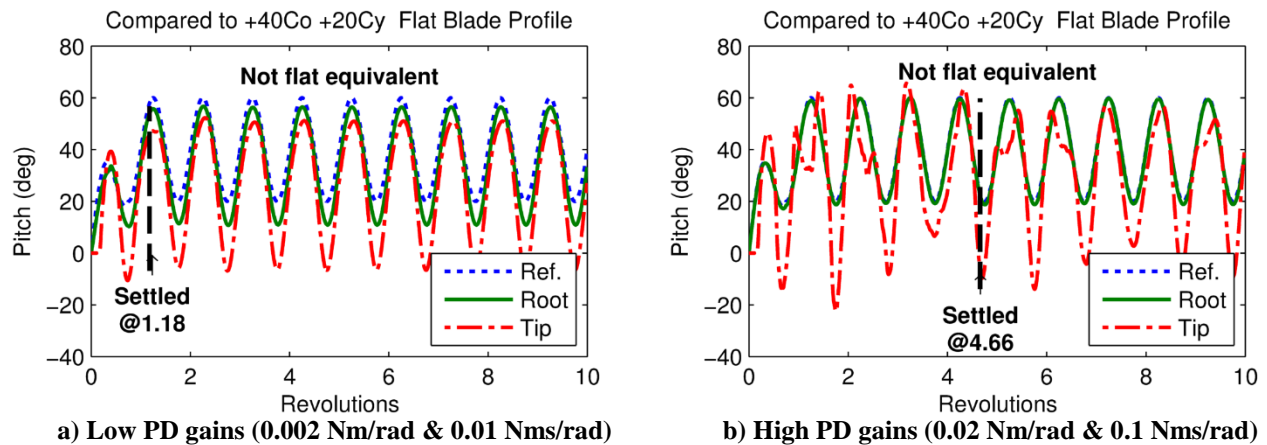 Compared to +40Co +20Cy Flat Blade Profile
80
60
40
20
0
−20
−40
Pitch (deg)
Not flat equivalent
Settled
@1.18
Ref.
Root
Tip
0 2 4 6 8 10
Revolutions
a) Low PD gains (0.002 Nm/rad & 0.01 Nms/rad)
Compared to +40Co +20Cy Flat Blade Profile
80
60
40
20
0
−20
−40
Pitch (deg)
Not flat equivalent
Settled
@4.66
Ref.
Root
Tip
0 2 4 6 8 10
Revolutions
b) High PD gains (0.02 Nm/rad & 0.1 Nms/rad)